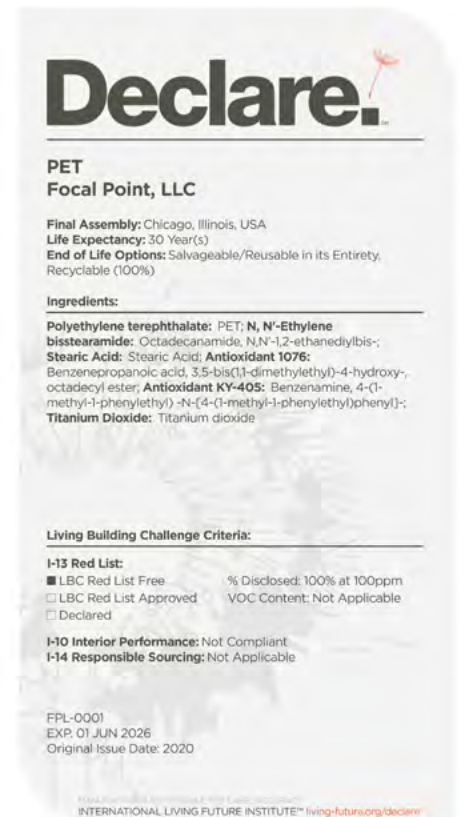 Declare.
PET
Focal Point, LLC
Final Assembly: Chicago, Illinois, USA
Life Expectancy: 30 Year(s)
End of Life Options: Salvageable/Reusable in its Entirety,
Recyclable (100%)
Ingredients:
Polyethylene terephthalate: PET; N, N'-Ethylene
bisstearamide: Octadecanamide, N,N'-1,2-ethanediylbis-;
Stearic Acid: Stearic Acid; Antioxidant 1076:
Benzenepropanoic acid, 3,5-bis(1,1-dimethylethyl)-4-hydroxy-,
octadecyl ester; Antioxidant KY-405: Benzenamine, 4-(1-
methyl-1-phenylethyl) -N-[4-(1-methyl-1-phenylethyl)phenyl]-;
Titanium Dioxide: Titanium dioxide
Living Building Challenge Criteria:
I-13 Red List:
LBC Red List Free % Disclosed: 100% at 100ppm
LBC Red List Approved VOC Content: Not Applicable
Declared
I-10 Interior Performance: Not Compliant
I-14 Responsible Sourcing: Not Applicable
FPL-0001
EXP. 01 JUN 2026
Original Issue Date: 2020
INTERNATIONAL LIVING FUTURE INSTITUTE™ living-future.org/declare